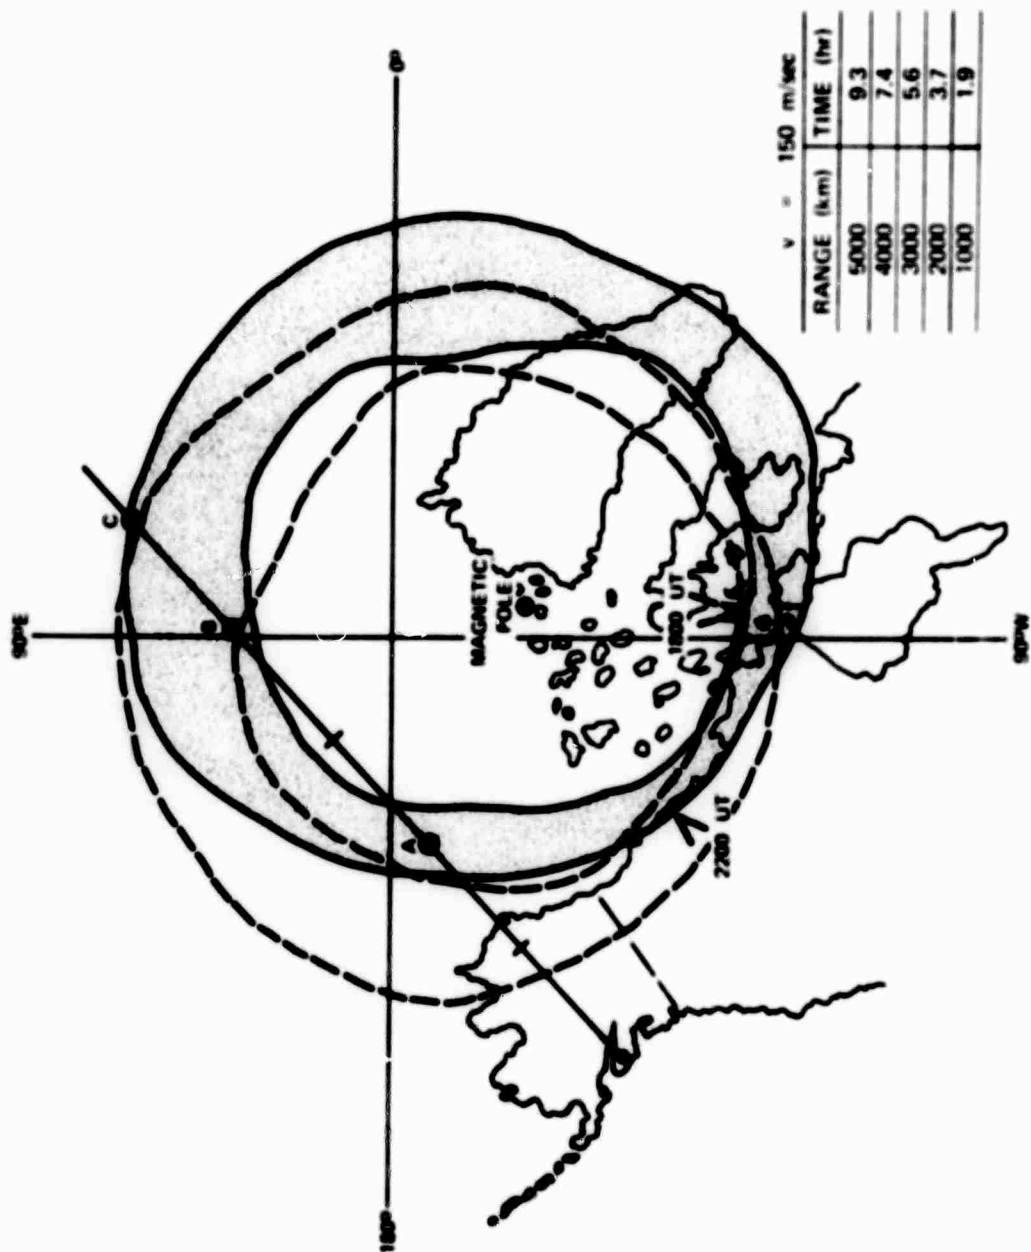 90°E
C
B
0°
MAGNETIC
POLE
A
180°
1800 UT
2200 UT
90°W
v = 150 m/sec
RANGE (km) TIME (hr)
5000 9.3
4000 7.4
3000 5.6
2000 3.7
1000 1.9